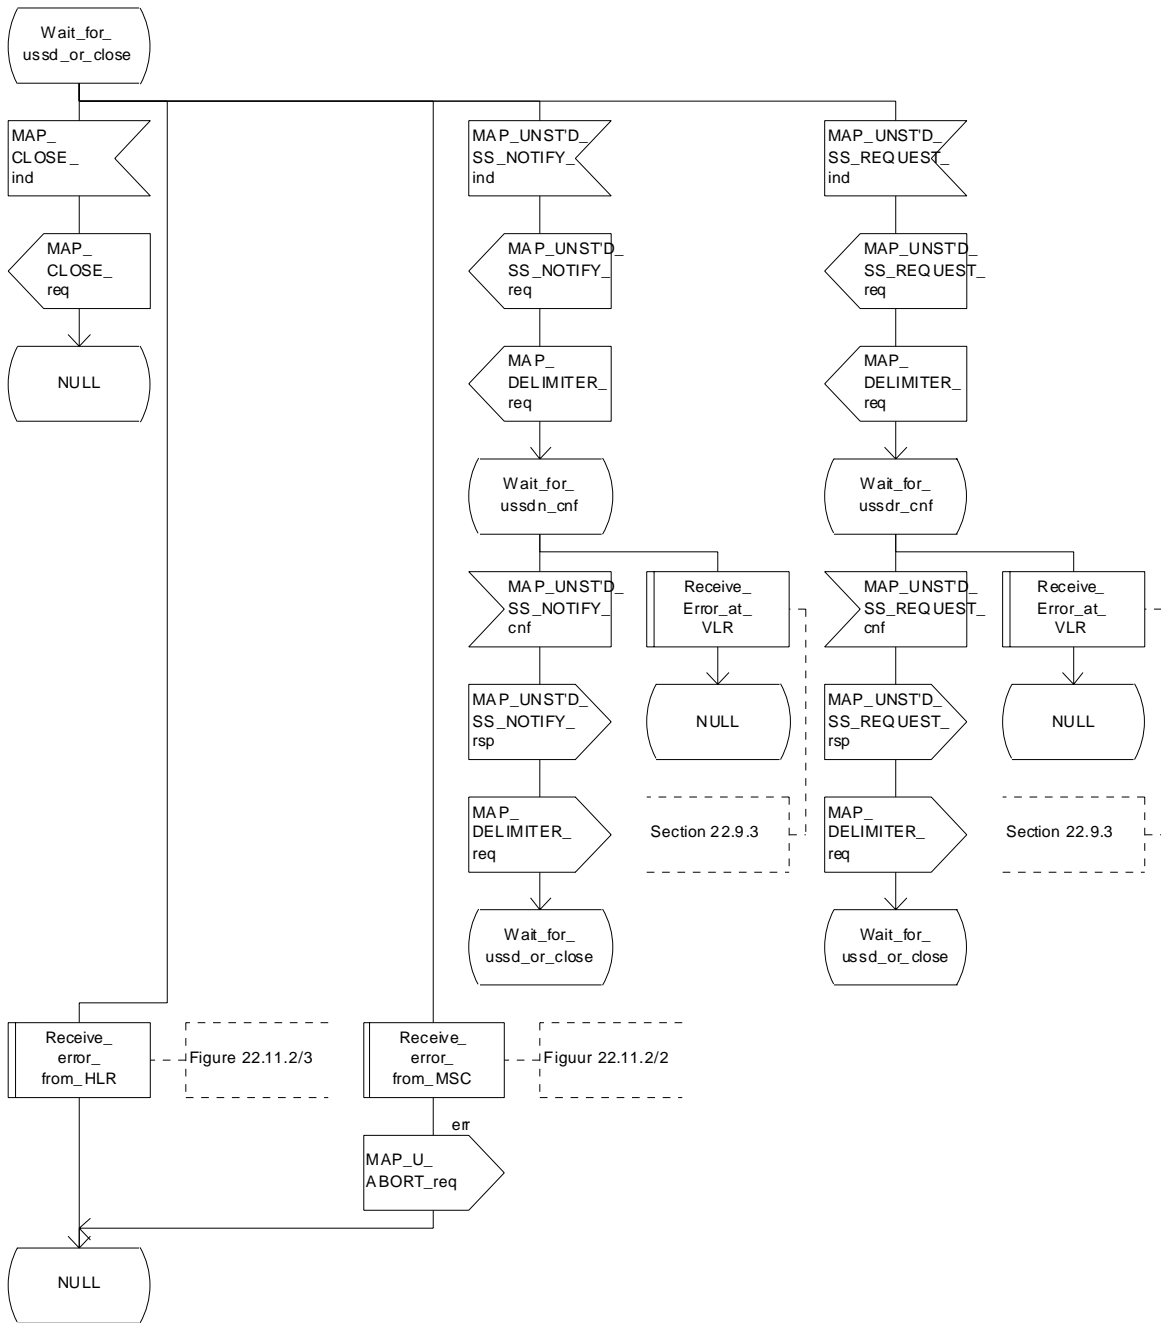 Wait_for_
ussd_or_close
MAP_
CLOSE_
ind
MAP_UNST'D_
SS_NOTIFY_
ind
MAP_UNST'D_
SS_REQUEST_
ind
MAP_
CLOSE_
req
MAP_UNST'D_
SS_NOTIFY_
req
MAP_UNST'D_
SS_REQUEST_
req
NULL
MAP_
DELIMITER_
req
MAP_
DELIMITER_
req
Wait_for_
ussdn_cnf
Wait_for_
ussdr_cnf
MAP_UNST'D_
SS_NOTIFY_
cnf
Receive_
Error_at_
VLR
MAP_UNST'D_
SS_REQUEST_
cnf
Receive_
Error_at_
VLR
MAP_UNST'D_
SS_NOTIFY_
rsp
NULL
MAP_UNST'D_
SS_REQUEST_
rsp
NULL
MAP_
DELIMITER_
req
Section 22.9.3
MAP_
DELIMITER_
req
Section 22.9.3
Wait_for_
ussd_or_close
Wait_for_
ussd_or_close
Receive_
error_
from_HLR
Figure 22.11.2/3
Receive_
error_
from_MSC
Figuur 22.11.2/2
err
MAP_U_
ABORT_req
NULL